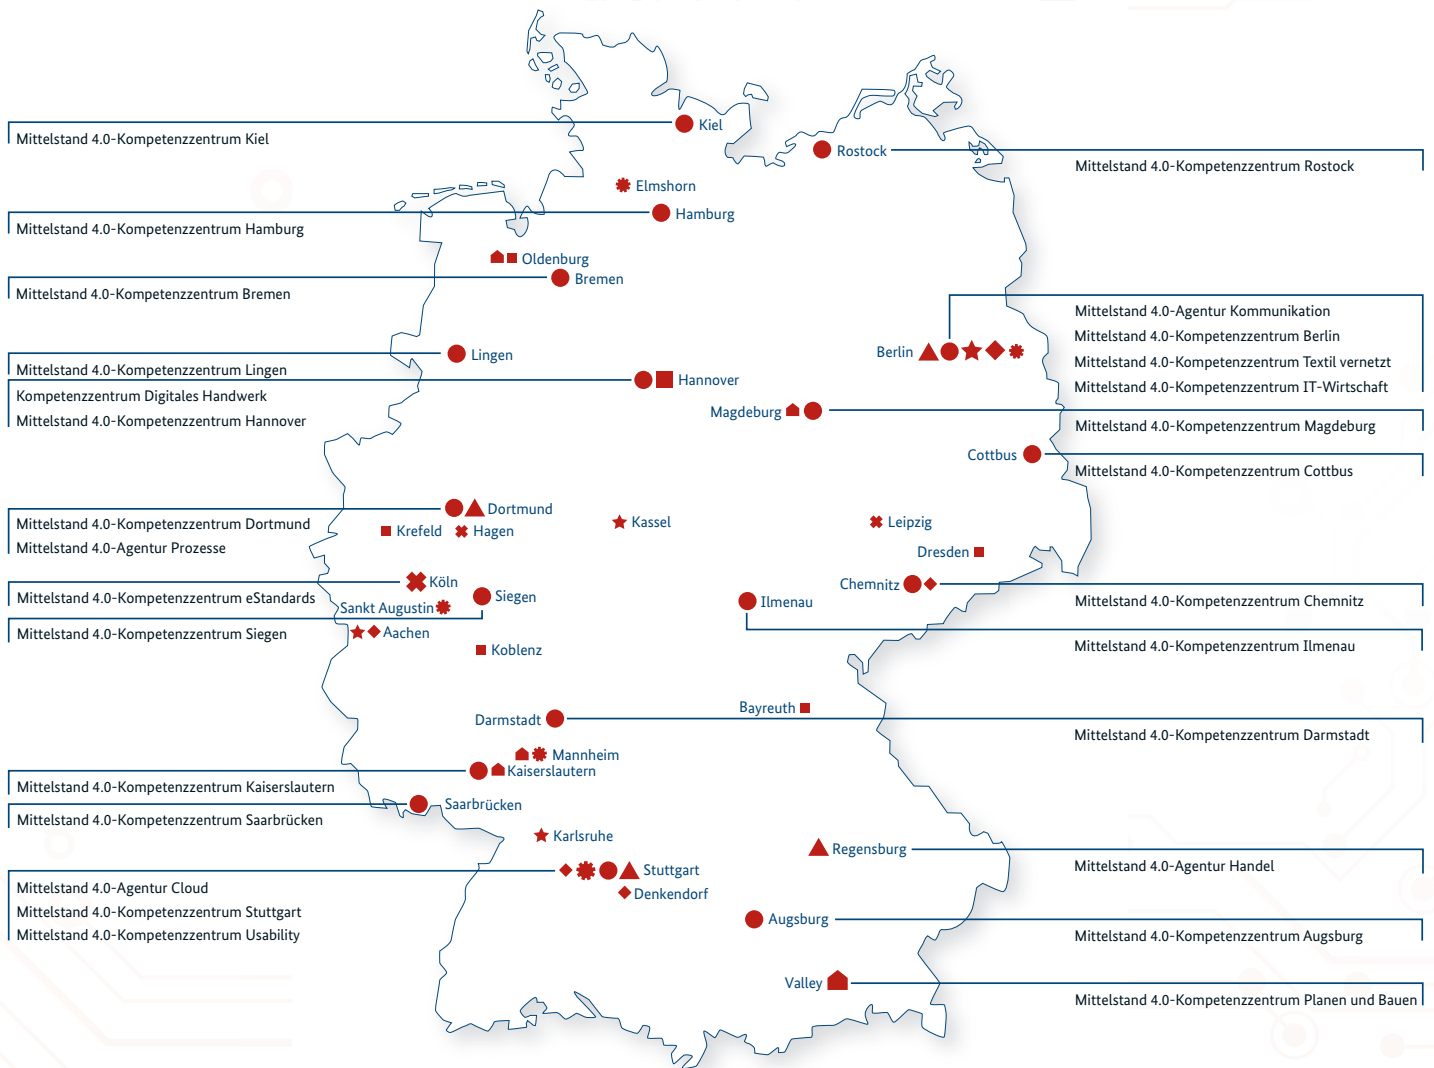 Kiel
Mittelstand 4.0-Kompetenzzentrum Kiel
Rostock
Mittelstand 4.0-Kompetenzzentrum Rostock
Elmshorn
Hamburg
Mittelstand 4.0-Kompetenzzentrum Hamburg
Oldenburg
Bremen
Mittelstand 4.0-Kompetenzzentrum Bremen
Berlin
Mittelstand 4.0-Agentur Kommunikation
Mittelstand 4.0-Kompetenzzentrum Berlin
Mittelstand 4.0-Kompetenzzentrum Textil vernetzt
Mittelstand 4.0-Kompetenzzentrum IT-Wirtschaft
Lingen
Mittelstand 4.0-Kompetenzzentrum Lingen
Hannover
Kompetenzzentrum Digitales Handwerk
Mittelstand 4.0-Kompetenzzentrum Hannover
Magdeburg
Mittelstand 4.0-Kompetenzzentrum Magdeburg
Cottbus
Mittelstand 4.0-Kompetenzzentrum Cottbus
Dortmund
Mittelstand 4.0-Kompetenzzentrum Dortmund
Mittelstand 4.0-Agentur Prozesse
Krefeld
Hagen
Kassel
Leipzig
Dresden
Köln
Mittelstand 4.0-Kompetenzzentrum eStandards
Siegen
Sankt Augustin
Mittelstand 4.0-Kompetenzzentrum Siegen
Aachen
Koblenz
Chemnitz
Mittelstand 4.0-Kompetenzzentrum Chemnitz
Ilmenau
Mittelstand 4.0-Kompetenzzentrum Ilmenau
Bayreuth
Darmstadt
Mittelstand 4.0-Kompetenzzentrum Darmstadt
Mannheim
Kaiserslautern
Mittelstand 4.0-Kompetenzzentrum Kaiserslautern
Saarbrücken
Mittelstand 4.0-Kompetenzzentrum Saarbrücken
Karlsruhe
Regensburg
Mittelstand 4.0-Agentur Handel
Stuttgart
Denkendorf
Mittelstand 4.0-Agentur Cloud
Mittelstand 4.0-Kompetenzzentrum Stuttgart
Mittelstand 4.0-Kompetenzzentrum Usability
Augsburg
Mittelstand 4.0-Kompetenzzentrum Augsburg
Valley
Mittelstand 4.0-Kompetenzzentrum Planen und Bauen